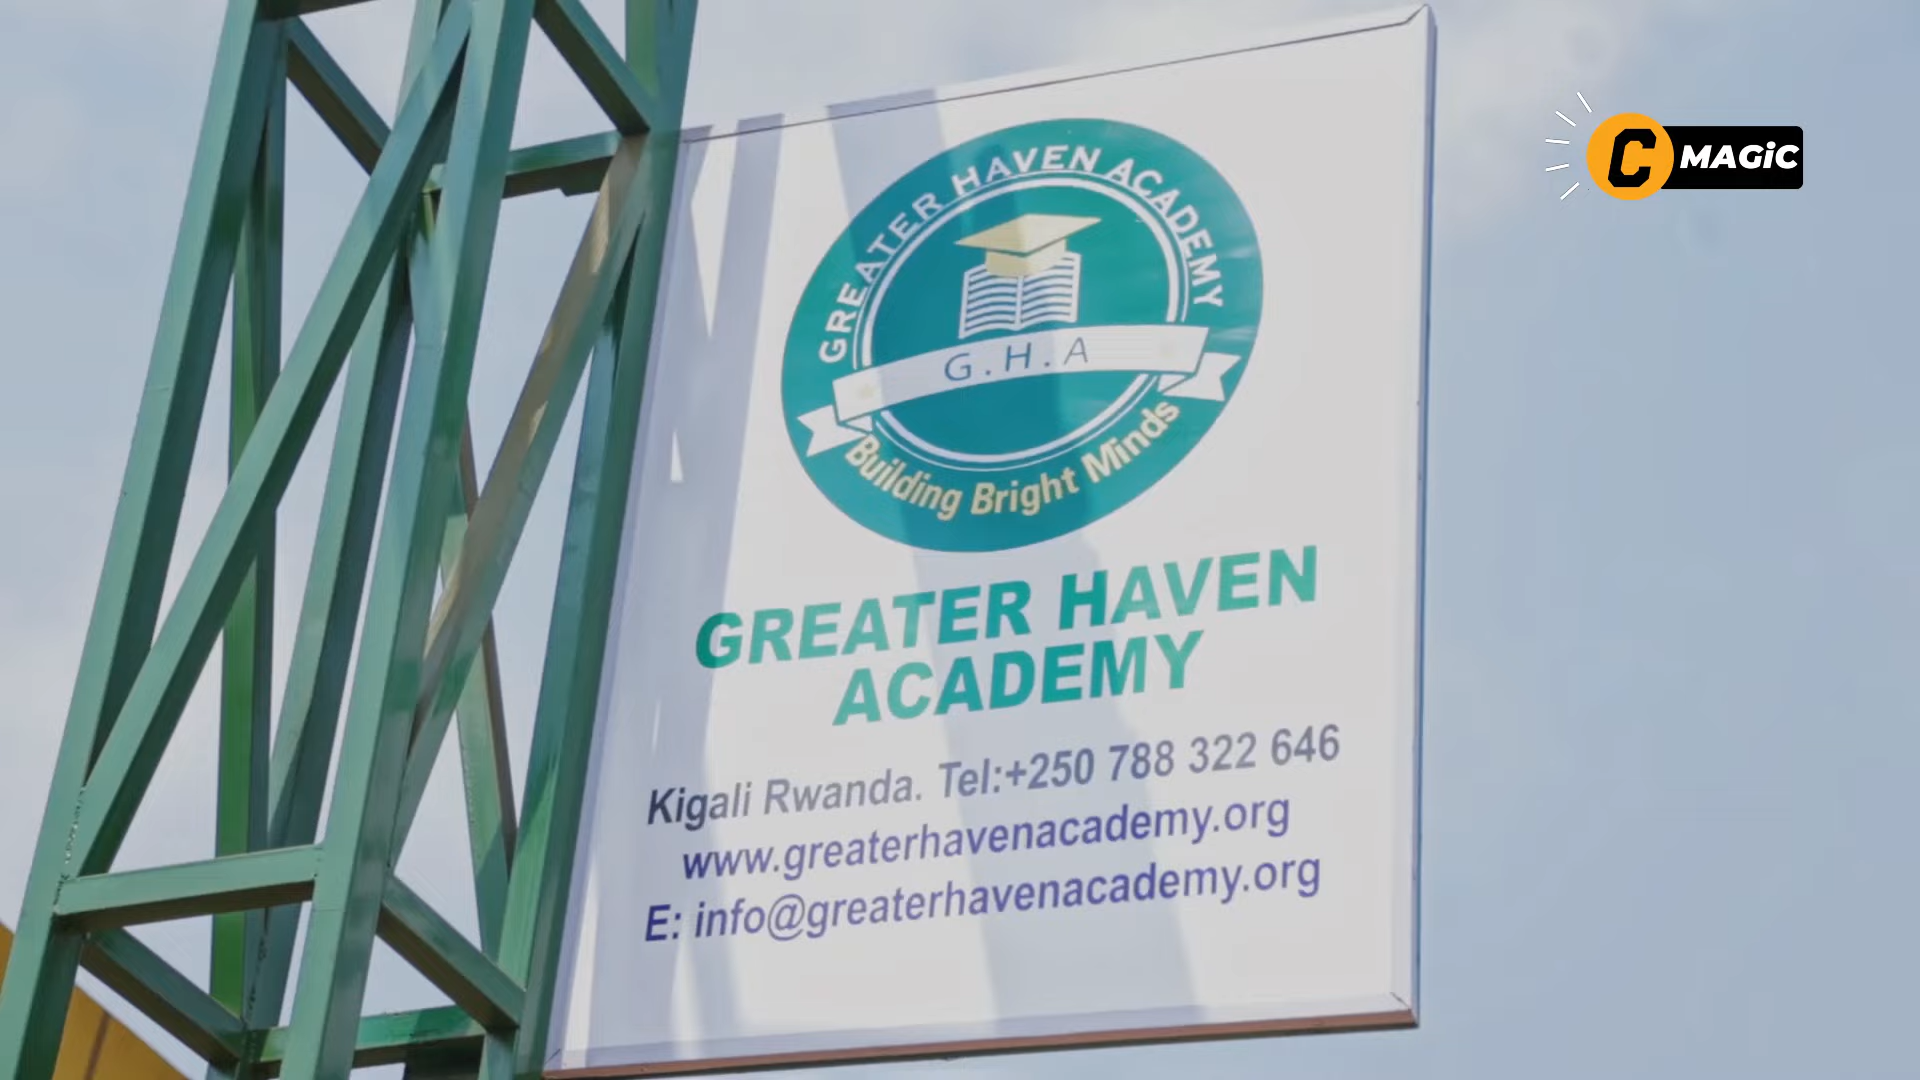 GREATER HAVEN ACADEMY
G.H.A
Building Bright Minds
GREATER HAVEN
ACADEMY
Kigali Rwanda. Tel:+250 788 322 646
www.greaterhavenacademy.org
E: info@greaterhavenacademy.org
C MAGiC